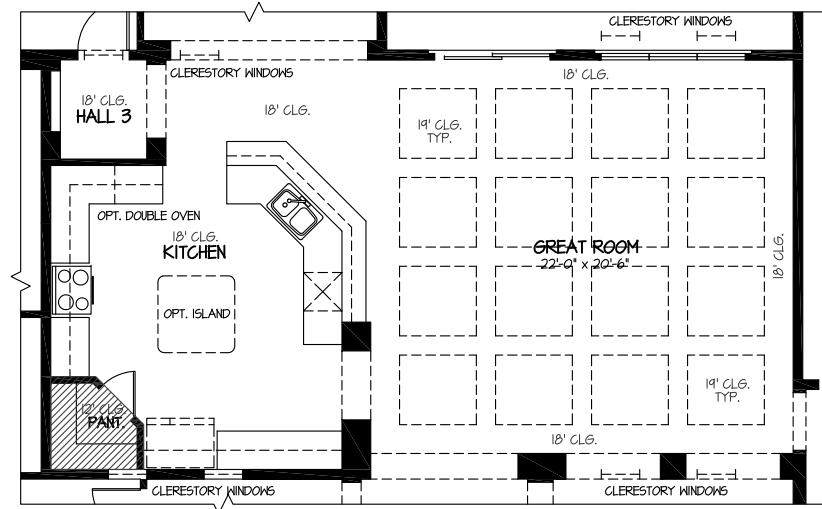 CLERESTORY WINDOWS
CLERESTORY WINDOWS
18' CLG.
18' CLG.
HALL 3
18' CLG.
19' CLG.
TYP.
OPT. DOUBLE OVEN
18' CLG.
KITCHEN
GREAT ROOM
22'-0" x 20'-6"
18' CLG.
OPT. ISLAND
19' CLG.
TYP.
12' CLG.
PANT.
18' CLG.
CLERESTORY WINDOWS
CLERESTORY WINDOWS